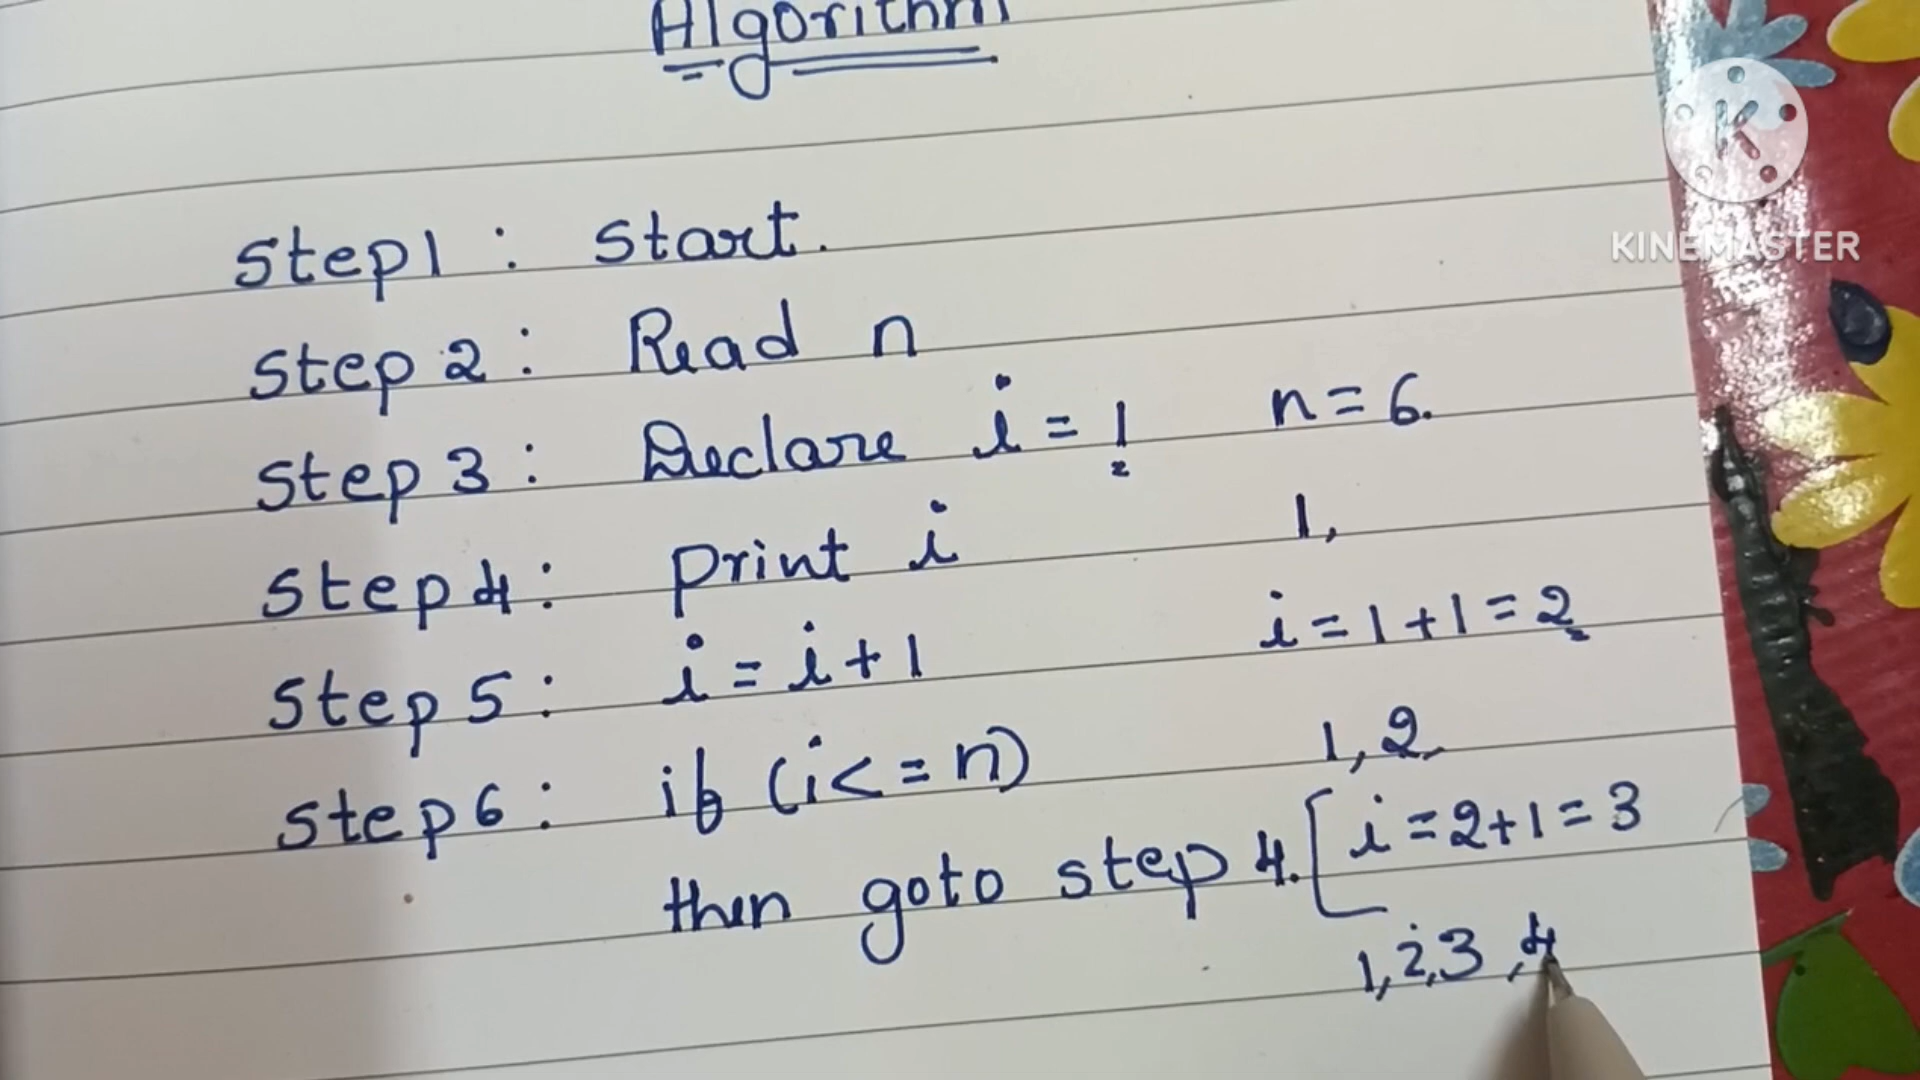 Algorithm
Step1 : Start.
Step 2 : Read n
Step 3 : Declare i = 1 n = 6.
Step 4 : Print i 1,
Step 5 : i = i + 1 i = 1 + 1 = 2
Step 6 : if (i < = n) 1, 2,
then goto step 4. [ i = 2 + 1 = 3
1, 2, 3, 4
K
KINEMASTER